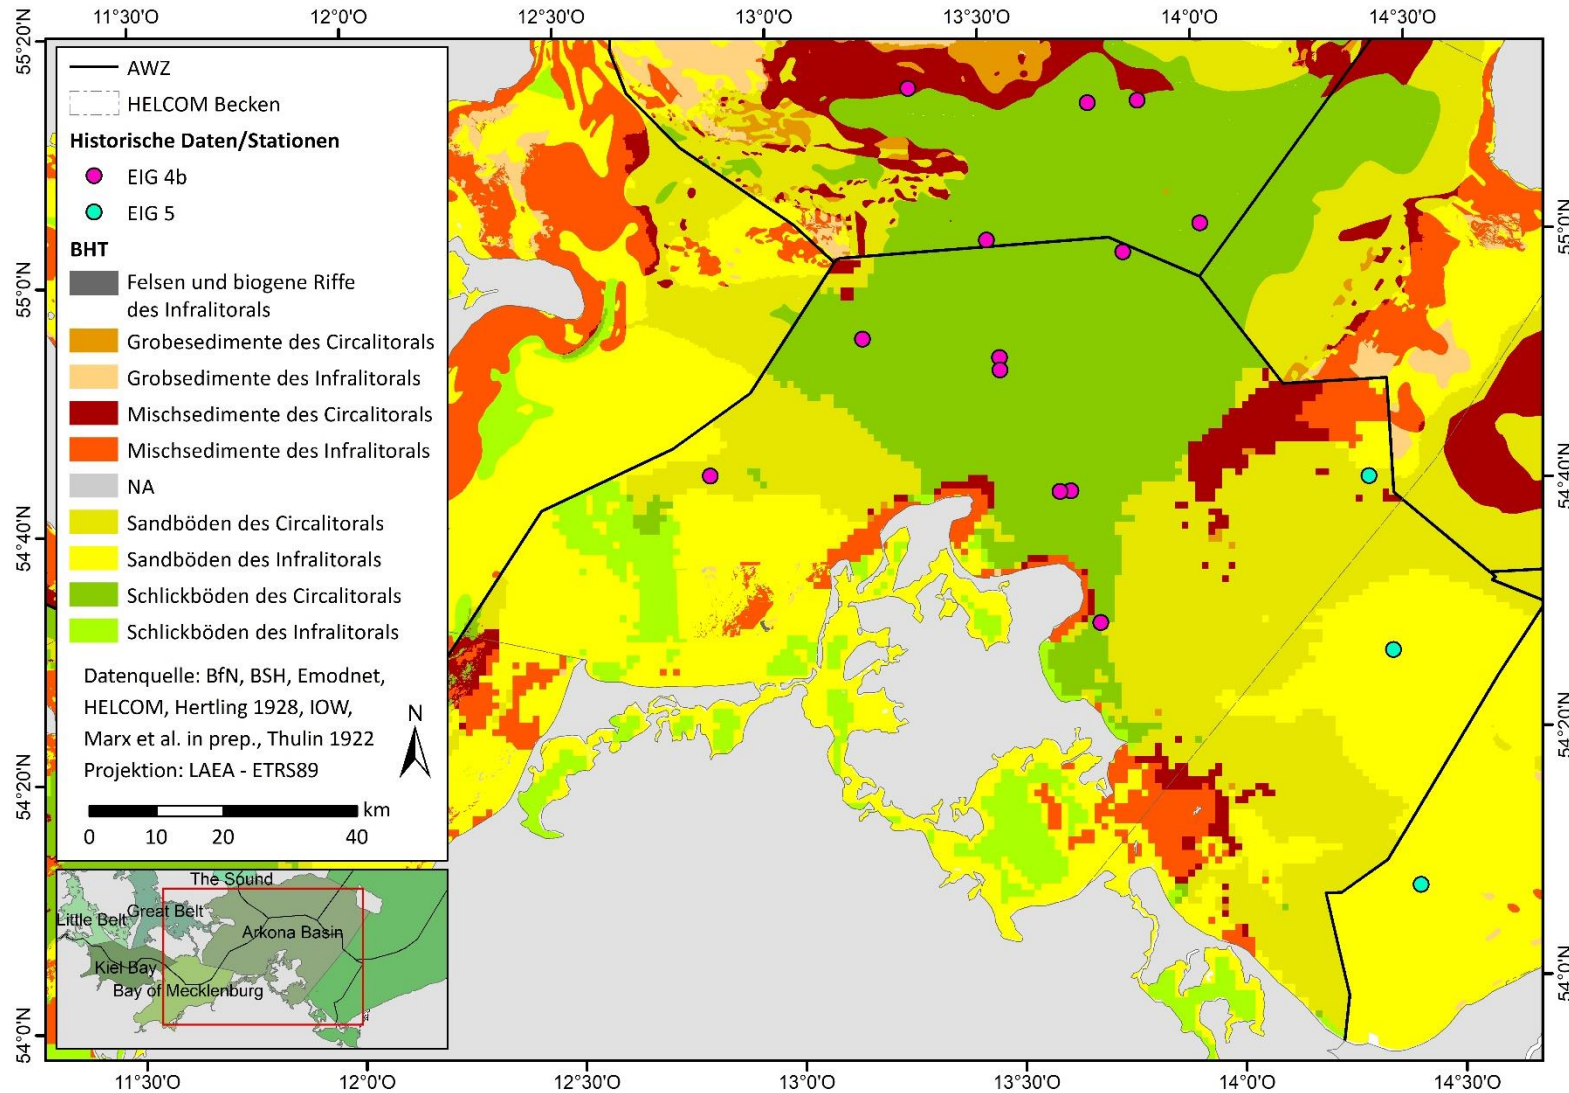 11°30'O 12°0'O 12°30'O 13°0'O 13°30'O 14°0'O 14°30'O
55°20'N
55°0'N
54°40'N
54°20'N
54°0'N
AWZ
HELCOM Becken
Historische Daten/Stationen
EIG 4b
EIG 5
BHT
Felsen und biogene Riffe
des Infralitorals
Grobesedimente des Circalitorals
Grobsedimente des Infralitorals
Mischsedimente des Circalitorals
Mischsedimente des Infralitorals
NA
Sandböden des Circalitorals
Sandböden des Infralitorals
Schlickböden des Circalitorals
Schlickböden des Infralitorals
Datenquelle: BfN, BSH, Emodnet,
HELCOM, Hertling 1928, IOW,
Marx et al. in prep., Thulin 1922
Projektion: LAEA - ETRS89
N
km
0 10 20 40
The Sound
Great Belt
Little Belt
Arkona Basin
Kiel Bay
Bay of Mecklenburg
55°0'N
54°40'N
54°20'N
54°0'N
11°30'O 12°0'O 12°30'O 13°0'O 13°30'O 14°0'O 14°30'O